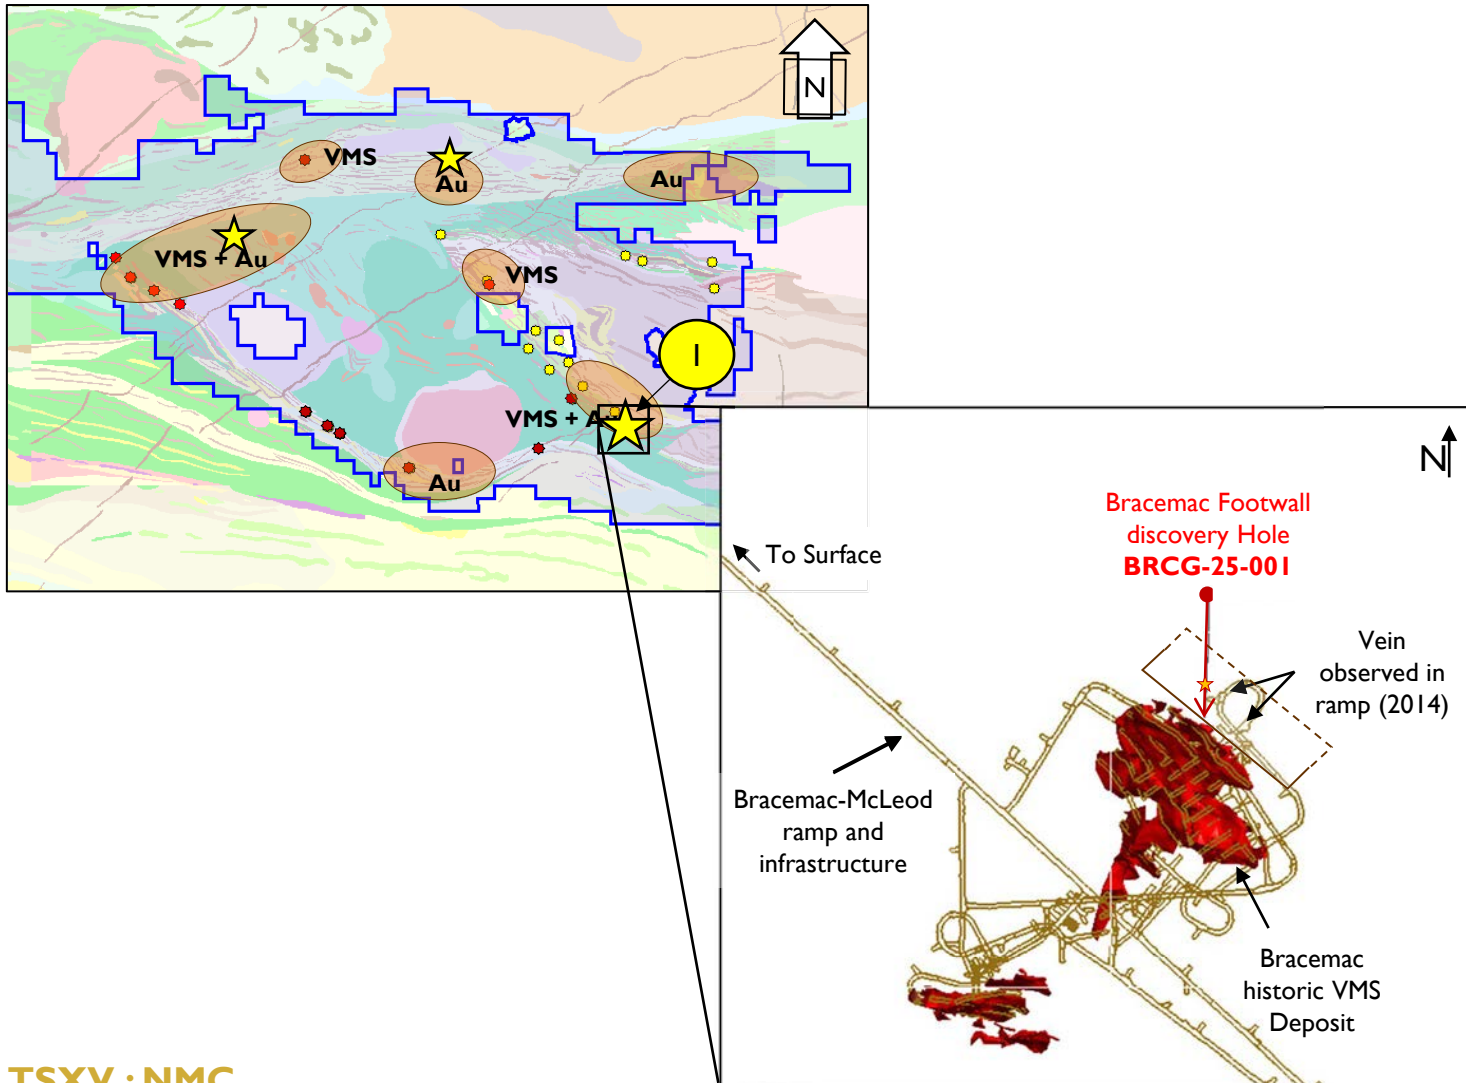 N
VMS
Au
Au
VMS + Au
VMS
1
VMS + Au
Au
N
Bracemac Footwall
discovery Hole
BRCG-25-001
To Surface
Vein
observed in
ramp (2014)
Bracemac-McLeod
ramp and
infrastructure
Bracemac
historic VMS
Deposit
TSXV : NMC